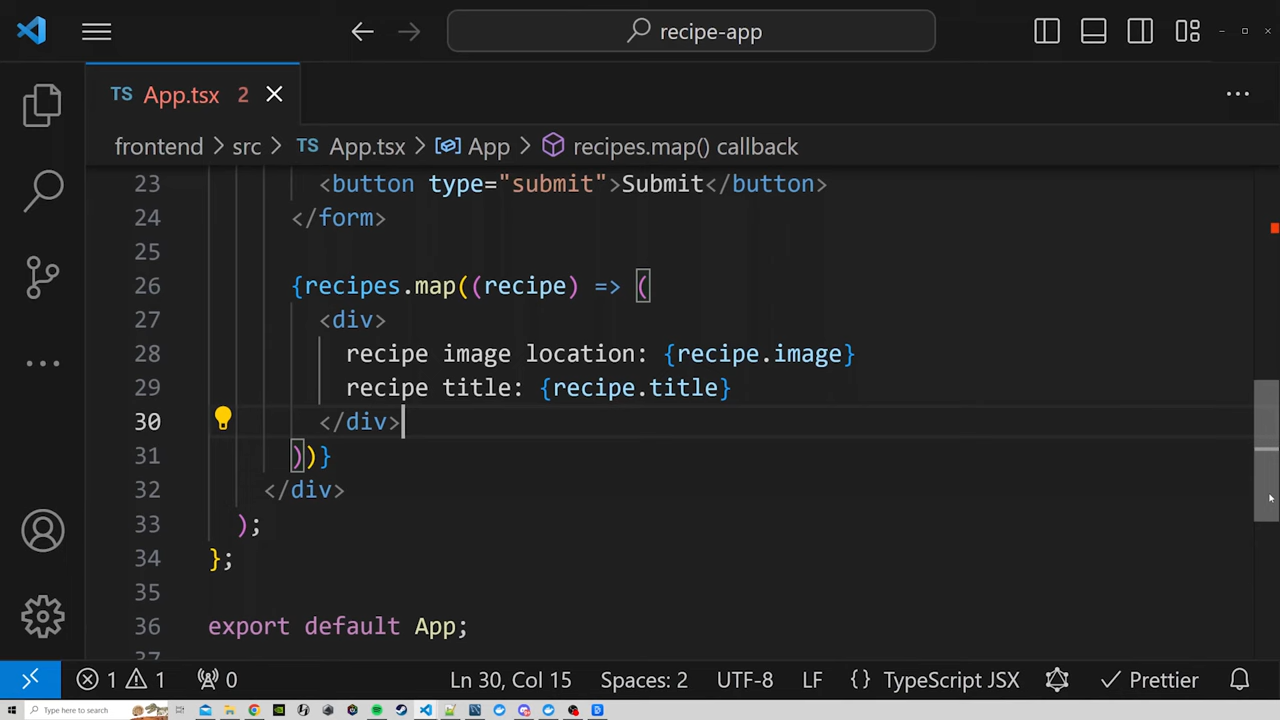 recipe-app
TS App.tsx 2
frontend > src > TS App.tsx > App > recipes.map() callback
23 <button type="submit">Submit</button>
24 </form>
25
26 {recipes.map((recipe) => (
27 <div>
28 recipe image location: {recipe.image}
29 recipe title: {recipe.title}
30 </div>
31 ))}
32 </div>
33 );
34 };
35
36 export default App;
37
1 1 0 Ln 30, Col 15 Spaces: 2 UTF-8 LF {} TypeScript JSX Prettier
Type here to search